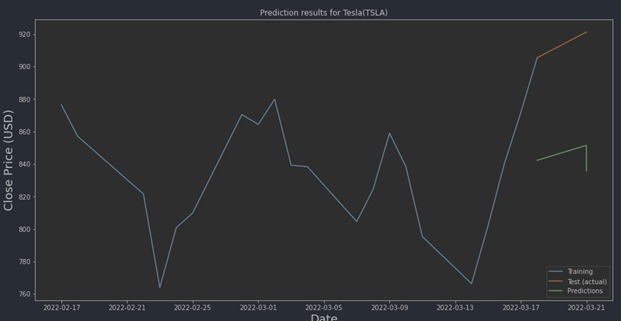 Prediction results for Tesla(TSLA)
Close Price (USD)
920
900
880
860
840
820
800
780
760
2022-02-17 2022-02-21 2022-02-25 2022-03-01 2022-03-05 2022-03-09 2022-03-13 2022-03-17 2022-03-21
Date
Training
Test (actual)
Predictions